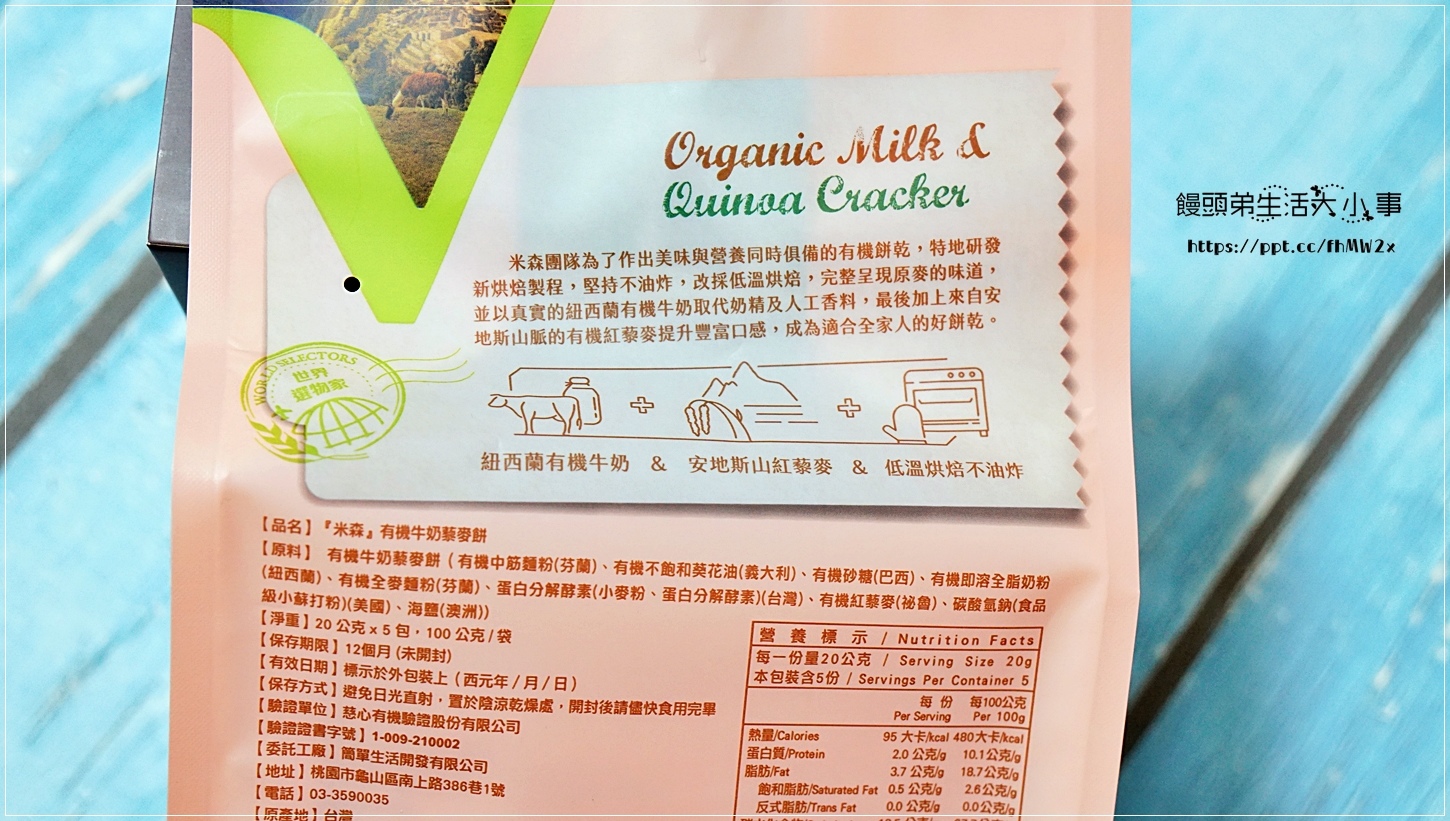 Organic Milk &
Quinoa Cracker
米森團隊為了作出美味與營養同時俱備的有機餅乾，特地研發
新烘焙製程，堅持不油炸，改採低溫烘焙，完整呈現原麥的味道，
並以真實的紐西蘭有機牛奶取代奶精及人工香料，最後加上來自安
地斯山脈的有機紅藜麥提升豐富口感，成為適合全家人的好餅乾。
WORLD SELECTORS
世界
選物家
紐西蘭有機牛奶 & 安地斯山紅藜麥 & 低溫烘焙不油炸
饅頭弟生活大小事
https://ppt.cc/fhMW2x
【品名】『米森』有機牛奶藜麥餅
【原料】 有機牛奶藜麥餅（有機中筋麵粉(芬蘭)、有機不飽和葵花油(義大利)、有機砂糖(巴西)、有機即溶全脂奶粉
(紐西蘭)、有機全麥麵粉(芬蘭)、蛋白分解酵素(小麥粉、蛋白分解酵素)(台灣)、有機紅藜麥(祕魯)、碳酸氫鈉(食品
級小蘇打粉)(美國)、海鹽(澳洲))
【淨重】20 公克 x 5 包，100 公克 / 袋
【保存期限】12個月 (未開封)
【有效日期】標示於外包裝上（西元年 / 月 / 日）
【保存方式】避免日光直射，置於陰涼乾燥處，開封後請儘快食用完畢
【驗證單位】慈心有機驗證股份有限公司
【驗證證書字號】1-009-210002
【委託工廠】簡單生活開發有限公司
【地址】桃園市龜山區南上路386巷1號
【電話】03-3590035
【原產地】台灣
營 養 標 示 / Nutrition Facts
每一份量20公克 / Serving Size 20g
本包裝含5份 / Servings Per Container 5
每 份 每100公克
Per Serving Per 100g
熱量/Calories 95 大卡/kcal 480大卡/kcal
蛋白質/Protein 2.0 公克/g 10.1公克/g
脂肪/Fat 3.7 公克/g 18.7公克/g
飽和脂肪/Saturated Fat 0.5 公克/g 2.6公克/g
反式脂肪/Trans Fat 0.0 公克/g 0.0公克/g